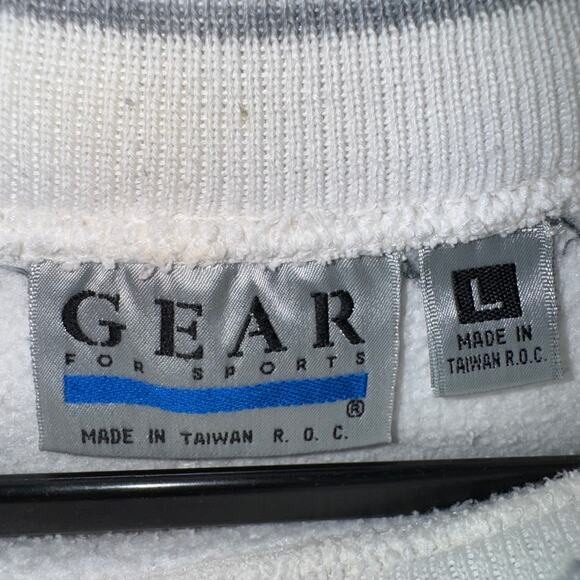 GEAR
FOR SPORTS
®
MADE IN TAIWAN R. O. C.
L
MADE IN
TAIWAN R.O.C.